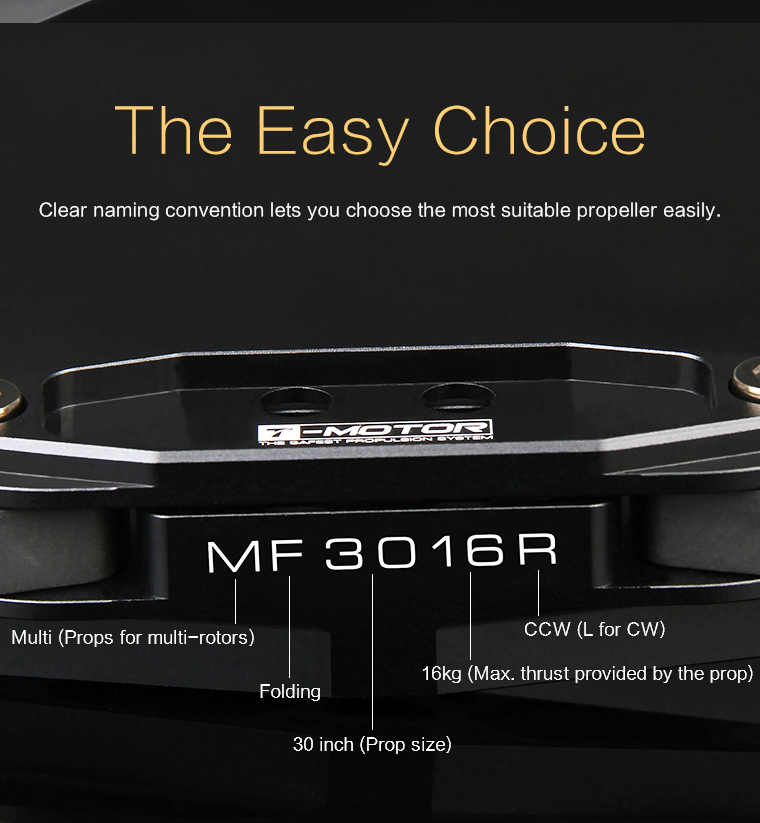 The Easy Choice
Clear naming convention lets you choose the most suitable propeller easily.
T-MOTOR
THE SAFEST PROPULSION SYSTEM
MF 3016R
CCW (L for CW)
Multi (Props for multi-rotors)
16kg (Max. thrust provided by the prop)
Folding
30 inch (Prop size)